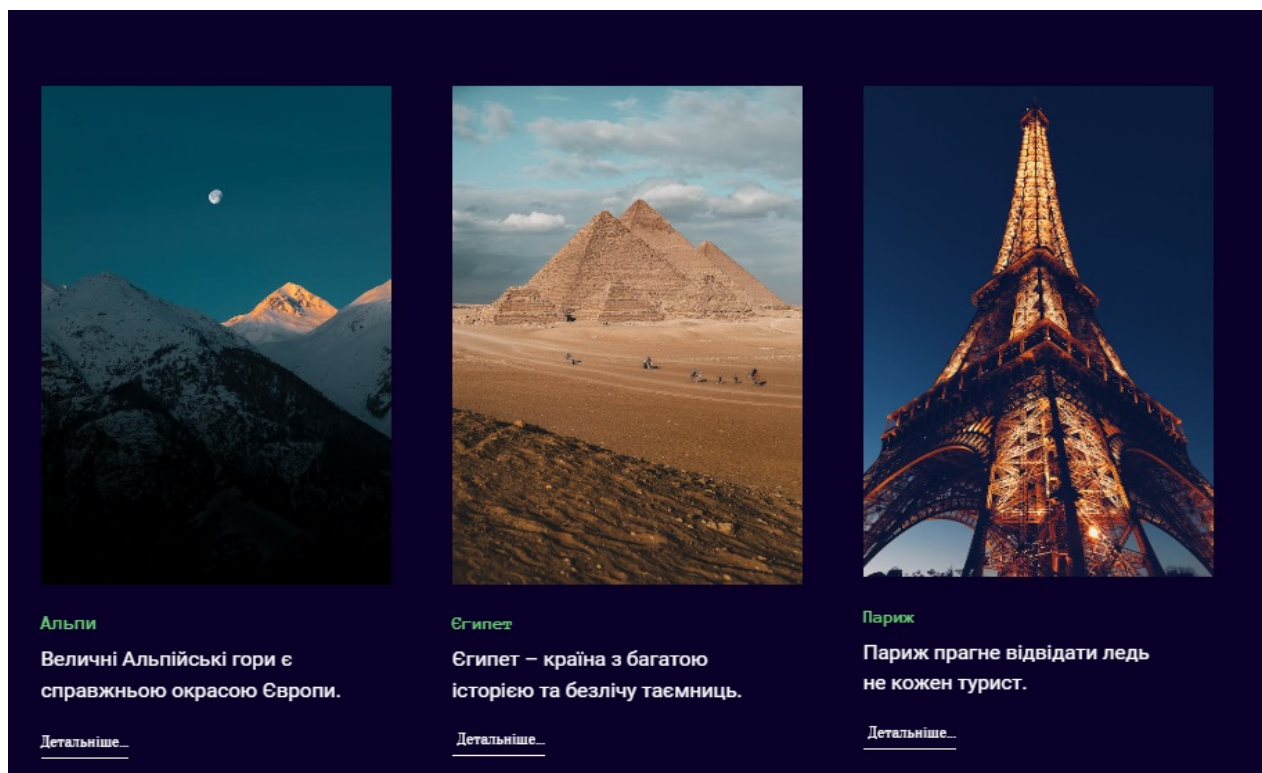 Альпи
Величні Альпійські гори є
справжньою окрасою Європи.
Детальніше...
Єгипет
Єгипет – країна з багатою
історією та безлічу таємниць.
Детальніше...
Париж
Париж прагне відвідати ледь
не кожен турист.
Детальніше...